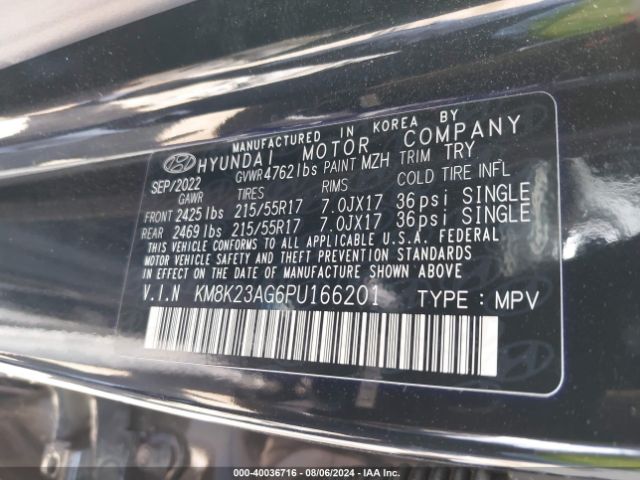 MANUFACTURED IN KOREA BY
HYUNDAI MOTOR COMPANY
SEP/2022 GVWR 4762 lbs PAINT MZH TRIM TRY
GAWR TIRES RIMS COLD TIRE INFL
FRONT 2425 lbs 215/55R17 7.0JX17 36psi SINGLE
REAR 2469 lbs 215/55R17 7.0JX17 36psi SINGLE
THIS VEHICLE CONFORMS TO ALL APPLICABLE U.S.A. FEDERAL
MOTOR VEHICLE SAFETY AND THEFT PREVENTION STANDARDS
IN EFFECT ON THE DATE OF MANUFACTURE SHOWN ABOVE
V.I.N KM8K23AG6PU166201 TYPE : MPV
000-40036716 - 08/06/2024 - IAA Inc.